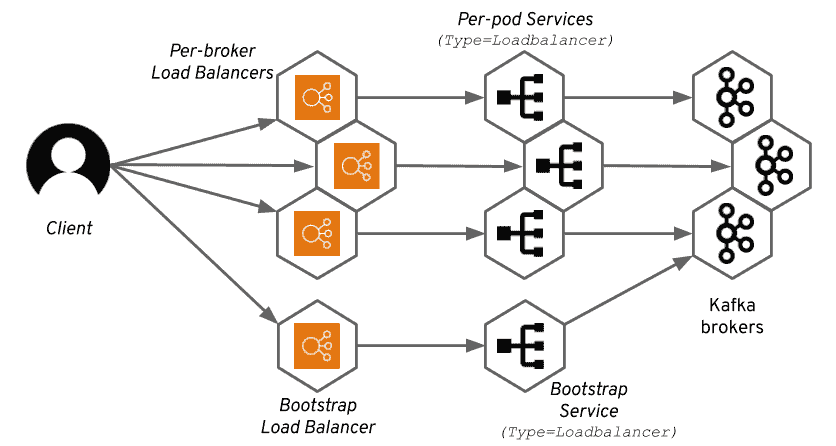 Per-pod Services
(Type=Loadbalancer)
Per-broker
Load Balancers
Client
Kafka
brokers
Bootstrap
Load Balancer
Bootstrap
Service
(Type=Loadbalancer)